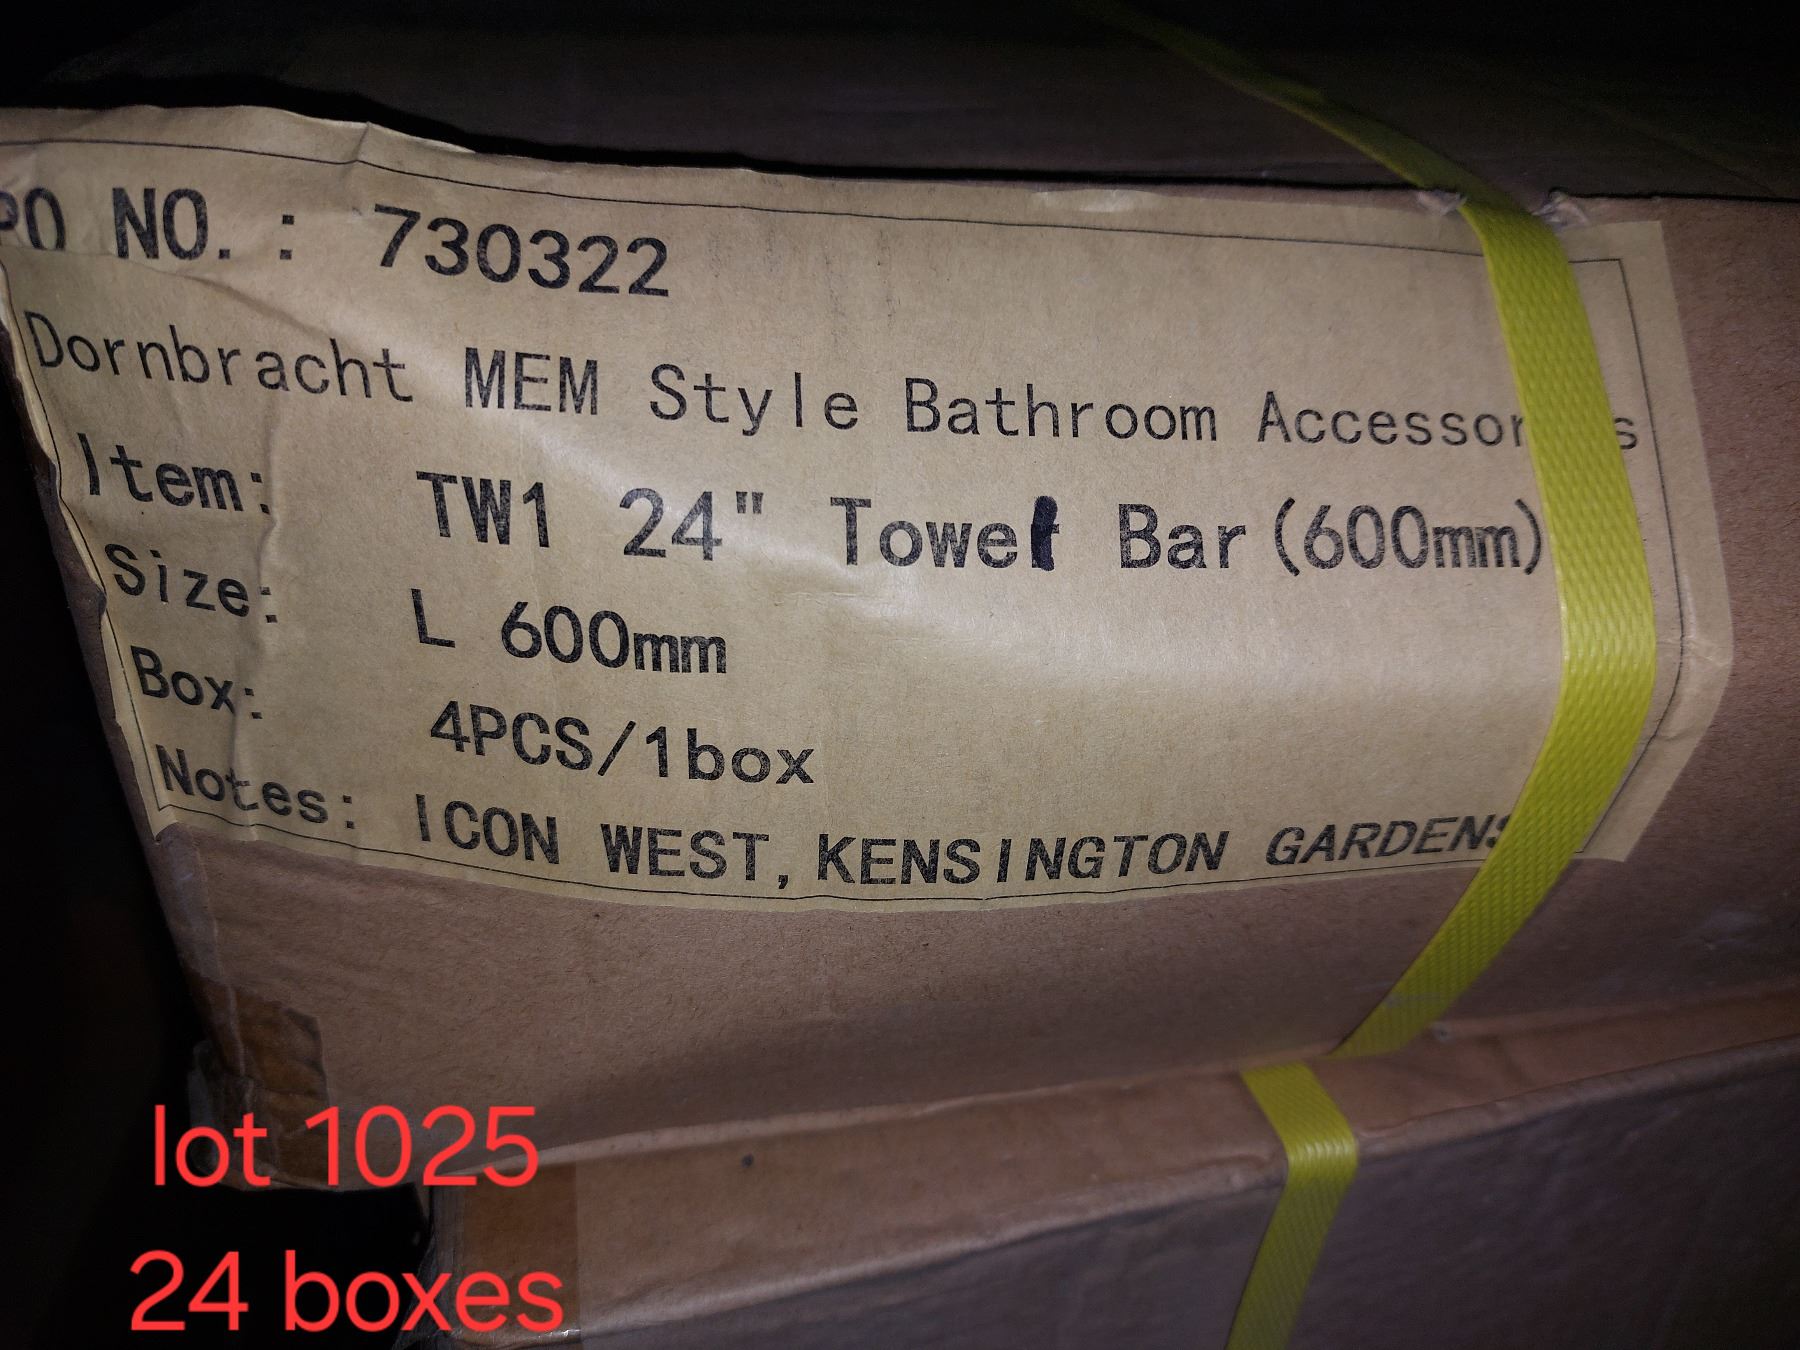 PO NO.: 730322
Dornbracht MEM Style Bathroom
Item: TW1 24" Towel Bar(600mm)
Size: L 600mm
Box: 4PCS/1box
Notes: ICON WEST, KENSINGTON GARDENS
lot 1025
24 boxes